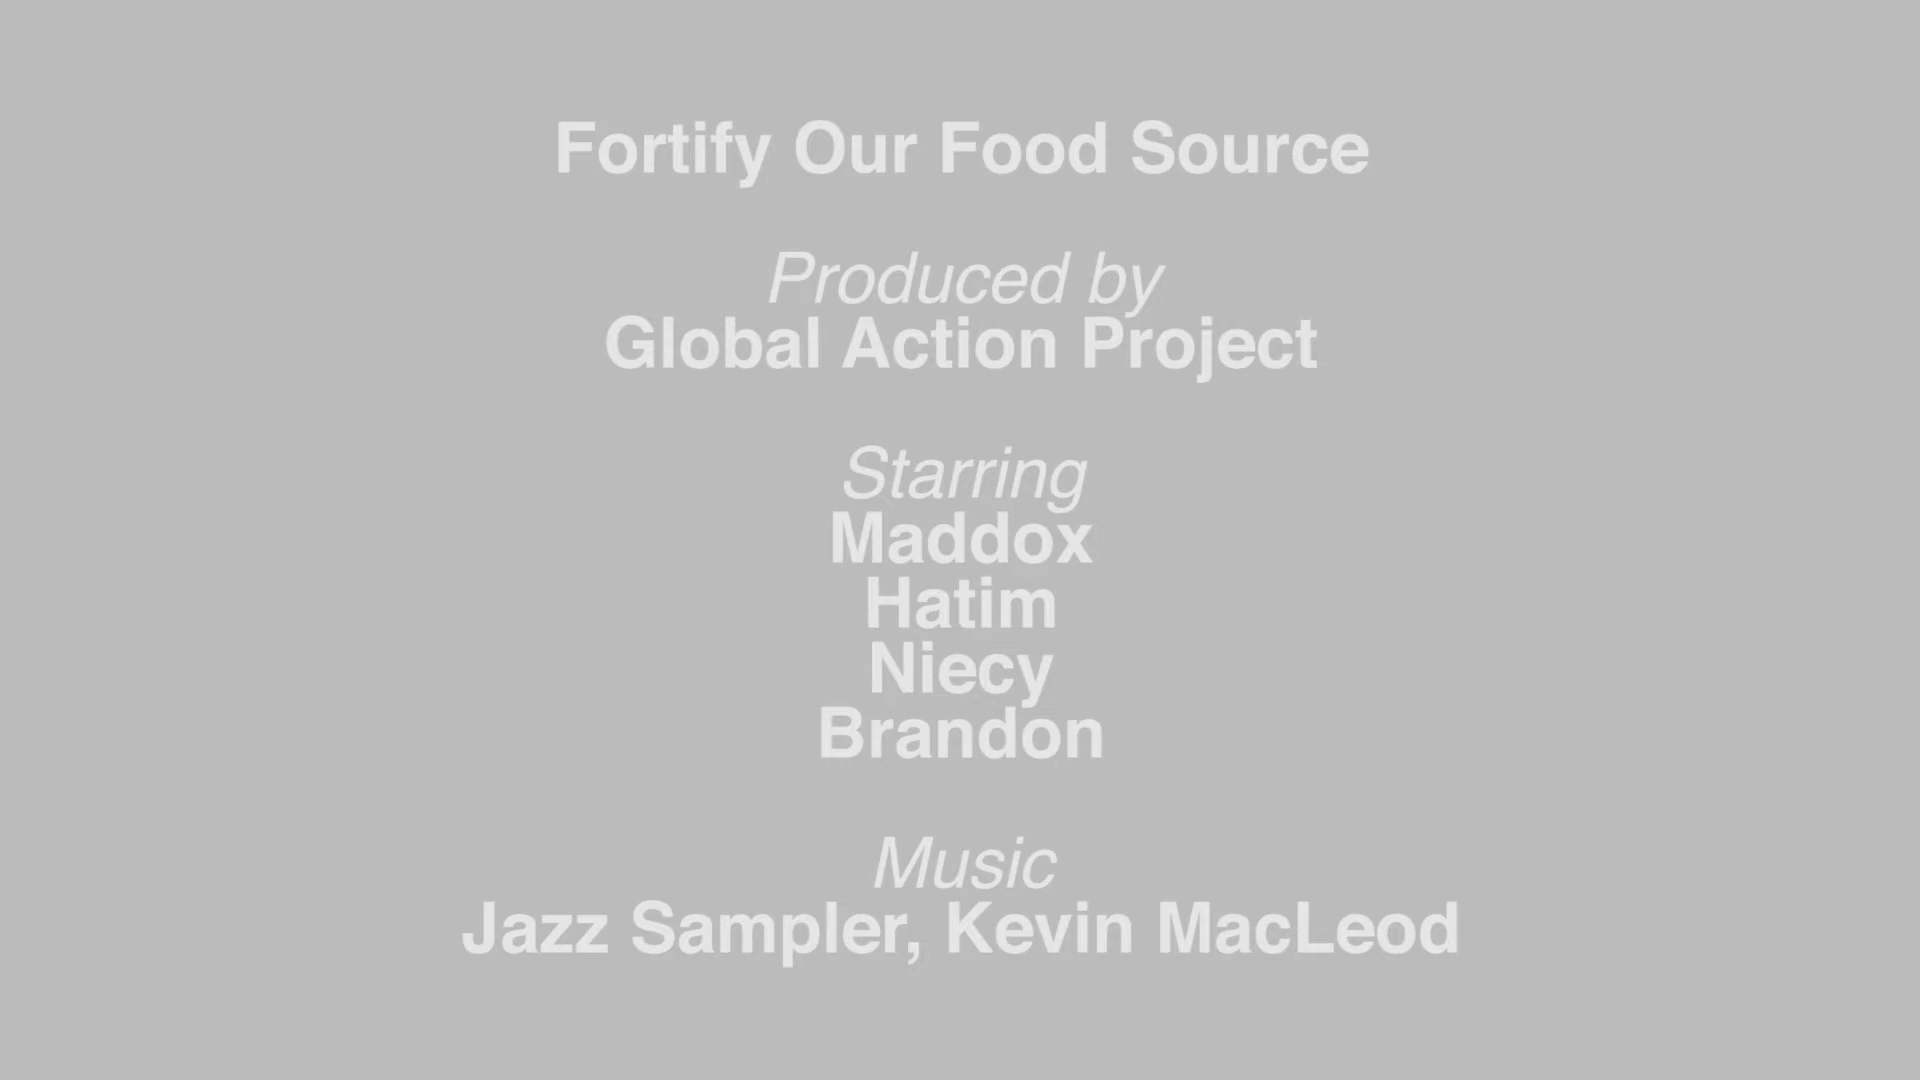 Fortify Our Food Source
Produced by
Global Action Project
Starring
Maddox
Hatim
Niecy
Brandon
Music
Jazz Sampler, Kevin MacLeod